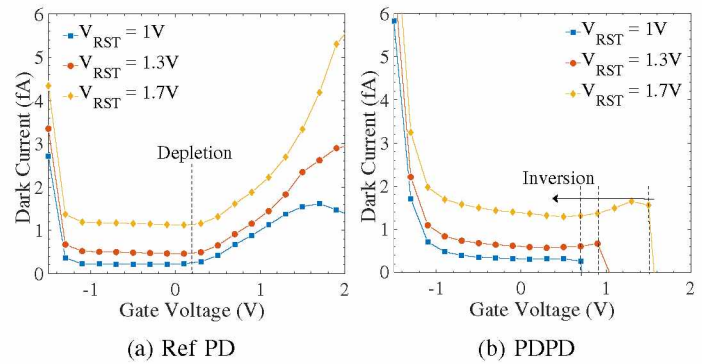 Dark Current (fA)
6
5
4
3
2
1
0
V_RST = 1V
V_RST = 1.3V
V_RST = 1.7V
Depletion
-1 0 1 2
Gate Voltage (V)
(a) Ref PD
Dark Current (fA)
6
5
4
3
2
1
0
V_RST = 1V
V_RST = 1.3V
V_RST = 1.7V
Inversion
-1 0 1 2
Gate Voltage (V)
(b) PDPD